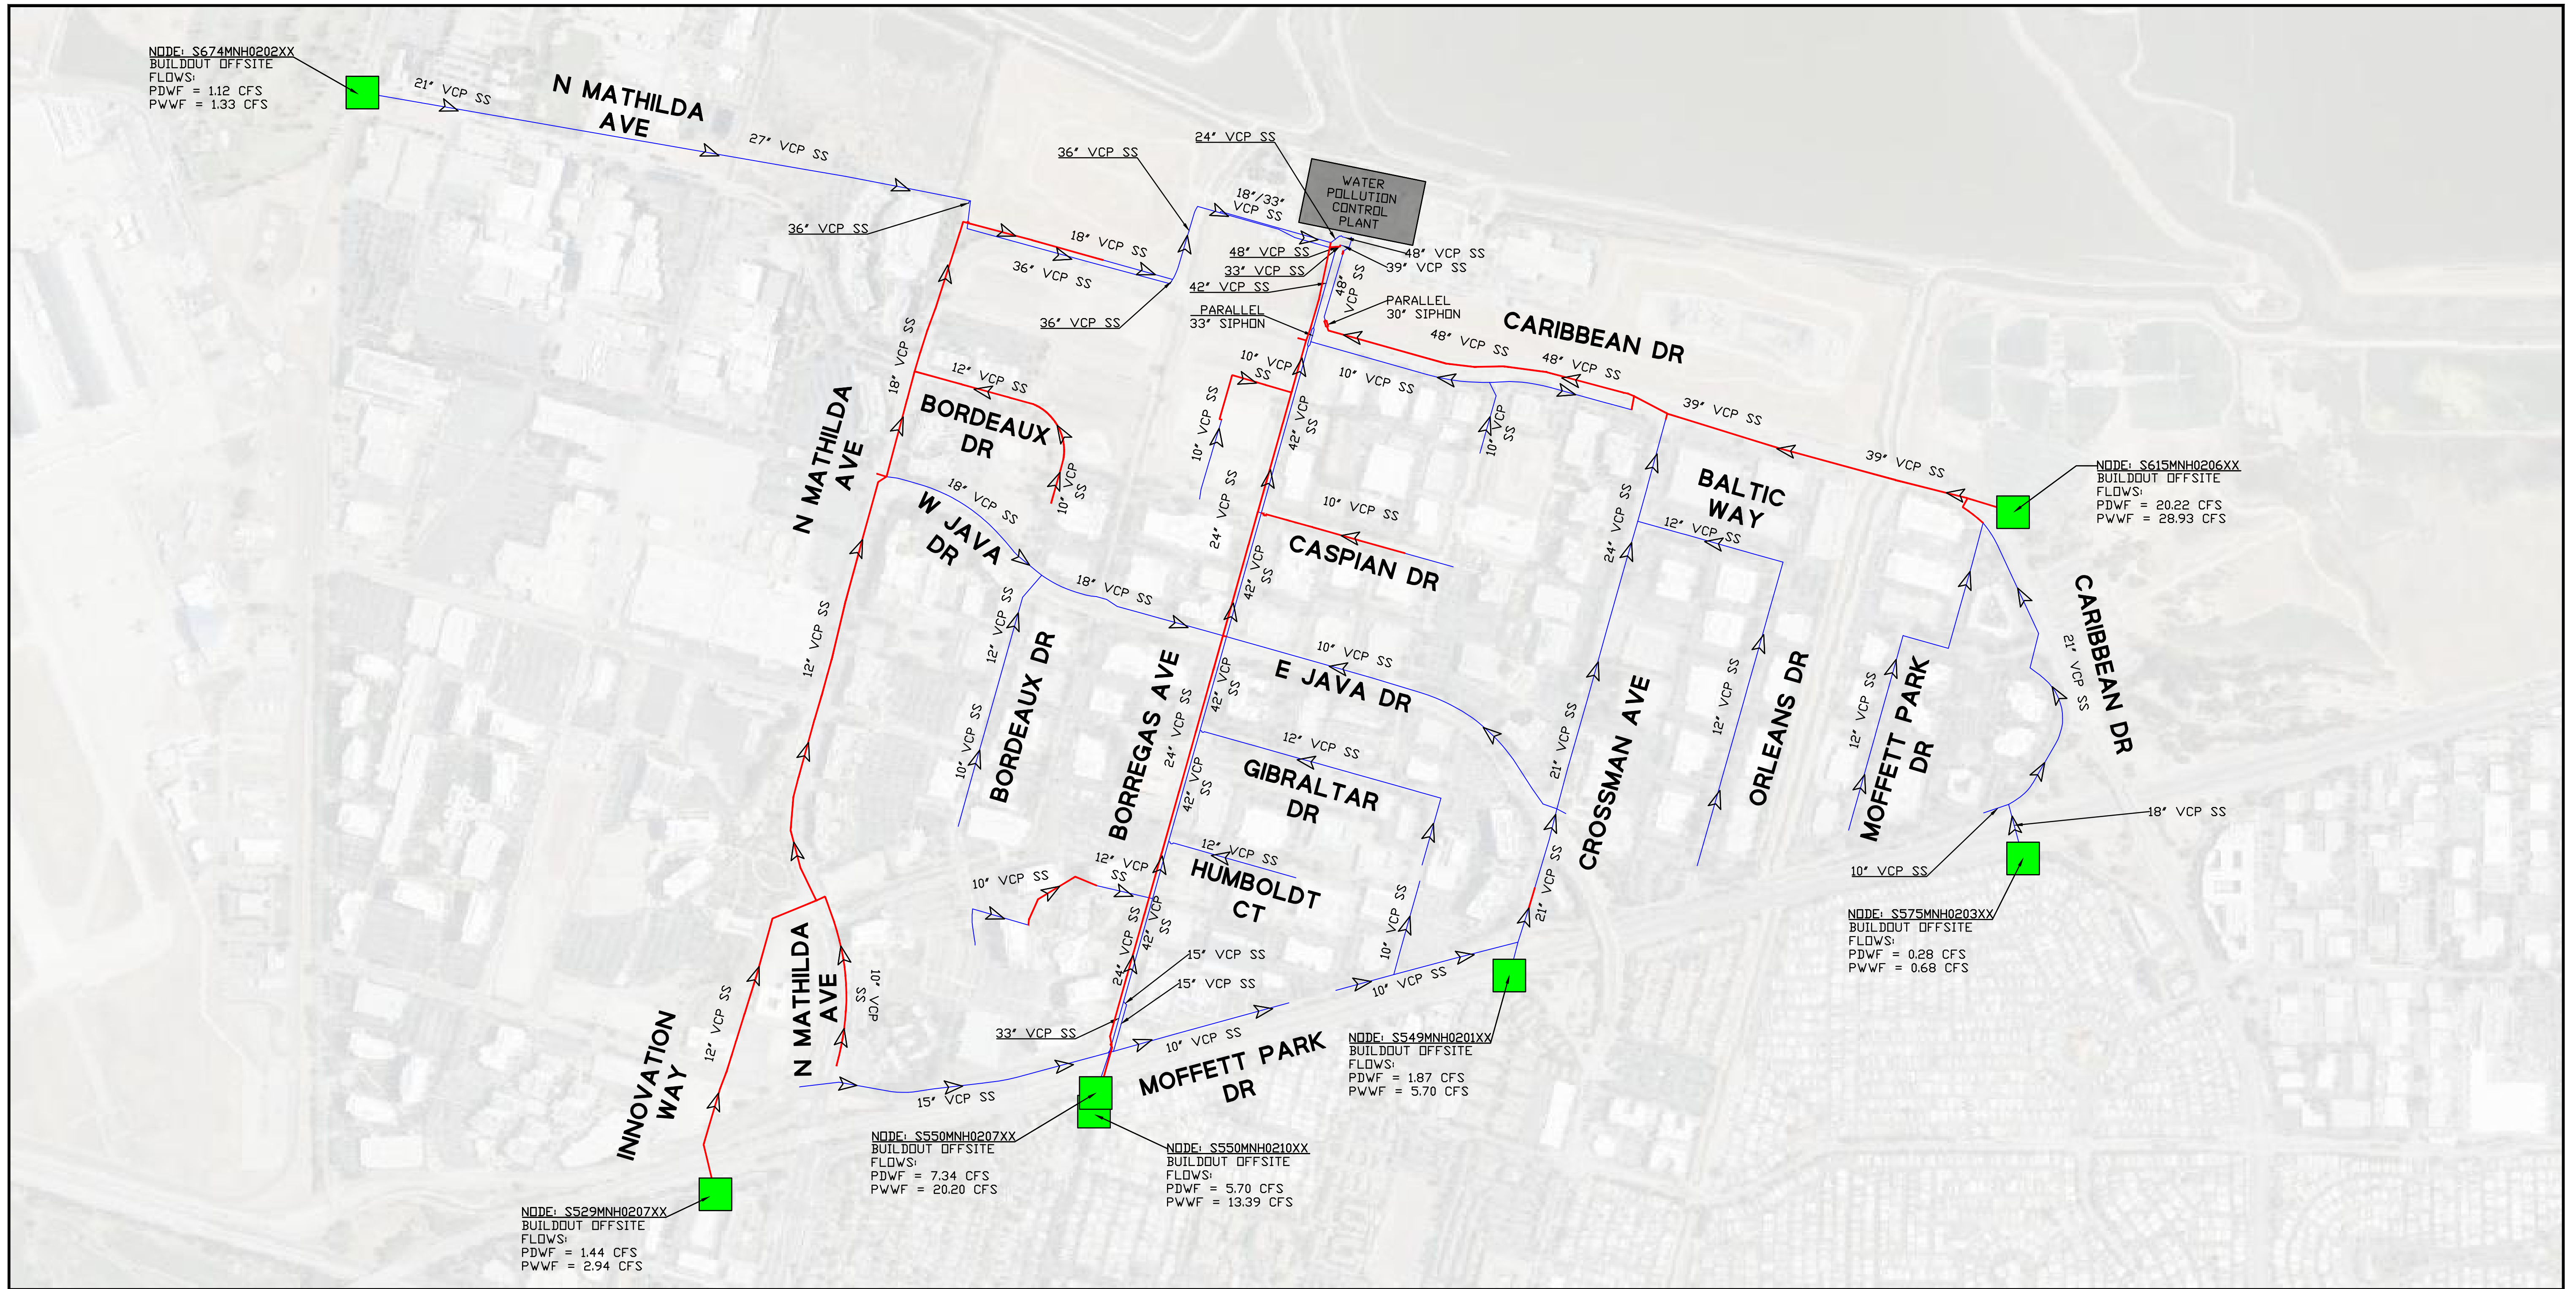 NODE: S674MNH0202XX
BUILDOUT OFFSITE
FLOWS:
PDWF = 1.12 CFS
PWWF = 1.33 CFS
21" VCP SS
N MATHILDA
AVE
27" VCP SS
36" VCP SS
18" VCP SS
36" VCP SS
36" VCP SS
36" VCP SS
24" VCP SS
18"/33"
VCP SS
WATER
POLLUTION
CONTROL
PLANT
48" VCP SS
33" VCP SS
42" VCP SS
48" VCP SS
39" VCP SS
48"
VCP SS
PARALLEL
33" SIPHON
PARALLEL
30" SIPHON
CARIBBEAN DR
48" VCP SS
48" VCP SS
10" VCP SS
10" VCP
SS
39" VCP SS
39" VCP SS
NODE: S615MNH0206XX
BUILDOUT OFFSITE
FLOWS:
PDWF = 20.22 CFS
PWWF = 28.93 CFS
18" VCP SS
12" VCP SS
BORDEAUX
DR
10" VCP
SS
N MATHILDA
AVE
18" VCP SS
W JAVA
DR
18" VCP SS
10" VCP
SS
10" VCP SS
42" VCP
SS
24" VCP SS
10" VCP SS
CASPIAN DR
42" VCP
SS
BALTIC
WAY
12" VCP SS
24" VCP SS
12" VCP SS
12" VCP SS
10" VCP SS
BORDEAUX DR
BORREGAS AVE
24" VCP SS
42" VCP
SS
10" VCP SS
E JAVA DR
12" VCP SS
GIBRALTAR
DR
42" VCP
SS
21" VCP SS
CROSSMAN AVE
12" VCP SS
ORLEANS DR
12" VCP SS
MOFFETT PARK
DR
CARIBBEAN DR
21" VCP SS
18" VCP SS
10" VCP SS
NODE: S575MNH0203XX
BUILDOUT OFFSITE
FLOWS:
PDWF = 0.28 CFS
PWWF = 0.68 CFS
12" VCP SS
HUMBOLDT
CT
12" VCP
SS
10" VCP SS
24" VCP SS
42" VCP
SS
15" VCP SS
15" VCP SS
33" VCP SS
10" VCP SS
21" VCP SS
10" VCP SS
10" VCP SS
MOFFETT PARK
DR
NODE: S549MNH0201XX
BUILDOUT OFFSITE
FLOWS:
PDWF = 1.87 CFS
PWWF = 5.70 CFS
N MATHILDA
AVE
10" VCP
SS
12" VCP SS
INNOVATION
WAY
15" VCP SS
NODE: S550MNH0207XX
BUILDOUT OFFSITE
FLOWS:
PDWF = 7.34 CFS
PWWF = 20.20 CFS
NODE: S550MNH0210XX
BUILDOUT OFFSITE
FLOWS:
PDWF = 5.70 CFS
PWWF = 13.39 CFS
NODE: S529MNH0207XX
BUILDOUT OFFSITE
FLOWS:
PDWF = 1.44 CFS
PWWF = 2.94 CFS